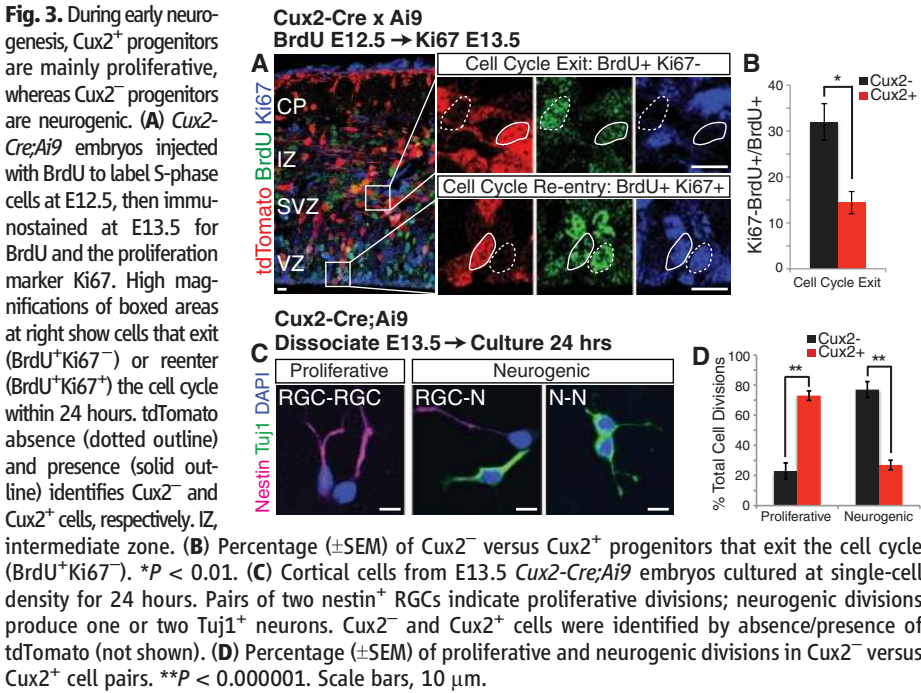 Fig. 3. During early neuro-
genesis, Cux2+ progenitors
are mainly proliferative,
whereas Cux2− progenitors
are neurogenic. (A) Cux2-
Cre;Ai9 embryos injected
with BrdU to label S-phase
cells at E12.5, then immu-
nostained at E13.5 for
BrdU and the proliferation
marker Ki67. High mag-
nifications of boxed areas
at right show cells that exit
(BrdU+Ki67−) or reenter
(BrdU+Ki67+) the cell cycle
within 24 hours. tdTomato
absence (dotted outline)
and presence (solid out-
line) identifies Cux2− and
Cux2+ cells, respectively. IZ,
intermediate zone. (B) Percentage (±SEM) of Cux2− versus Cux2+ progenitors that exit the cell cycle
(BrdU+Ki67−). *P < 0.01. (C) Cortical cells from E13.5 Cux2-Cre;Ai9 embryos cultured at single-cell
density for 24 hours. Pairs of two nestin+ RGCs indicate proliferative divisions; neurogenic divisions
produce one or two Tuj1+ neurons. Cux2− and Cux2+ cells were identified by absence/presence of
tdTomato (not shown). (D) Percentage (±SEM) of proliferative and neurogenic divisions in Cux2− versus
Cux2+ cell pairs. **P < 0.000001. Scale bars, 10 μm.
Cux2-Cre x Ai9
BrdU E12.5 → Ki67 E13.5
A
tdTomato BrdU Ki67
CP
IZ
SVZ
VZ
Cell Cycle Exit: BrdU+ Ki67-
Cell Cycle Re-entry: BrdU+ Ki67+
B
Cux2-
Cux2+
*
Ki67-BrdU+/BrdU+
40
30
20
10
0
Cell Cycle Exit
Cux2-Cre;Ai9
Dissociate E13.5 → Culture 24 hrs
C
Nestin Tuj1 DAPI
Proliferative
Neurogenic
RGC-RGC
RGC-N
N-N
D
Cux2-
Cux2+
**
**
% Total Cell Divisions
100
80
60
40
20
0
Proliferative
Neurogenic